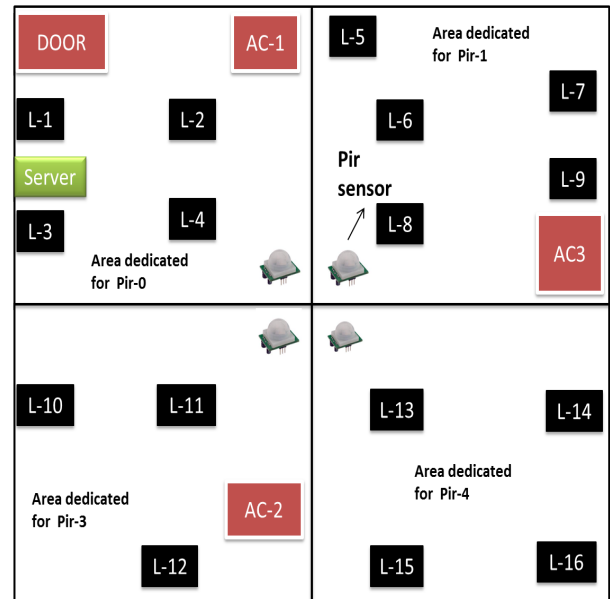 DOOR
AC-1
L-1
L-2
Server
L-3
L-4
Area dedicated
for Pir-0
L-5
Area dedicated
for Pir-1
L-7
L-6
Pir
sensor
L-9
L-8
AC3
L-10
L-11
Area dedicated
for Pir-3
AC-2
L-12
L-13
L-14
Area dedicated
for Pir-4
L-15
L-16